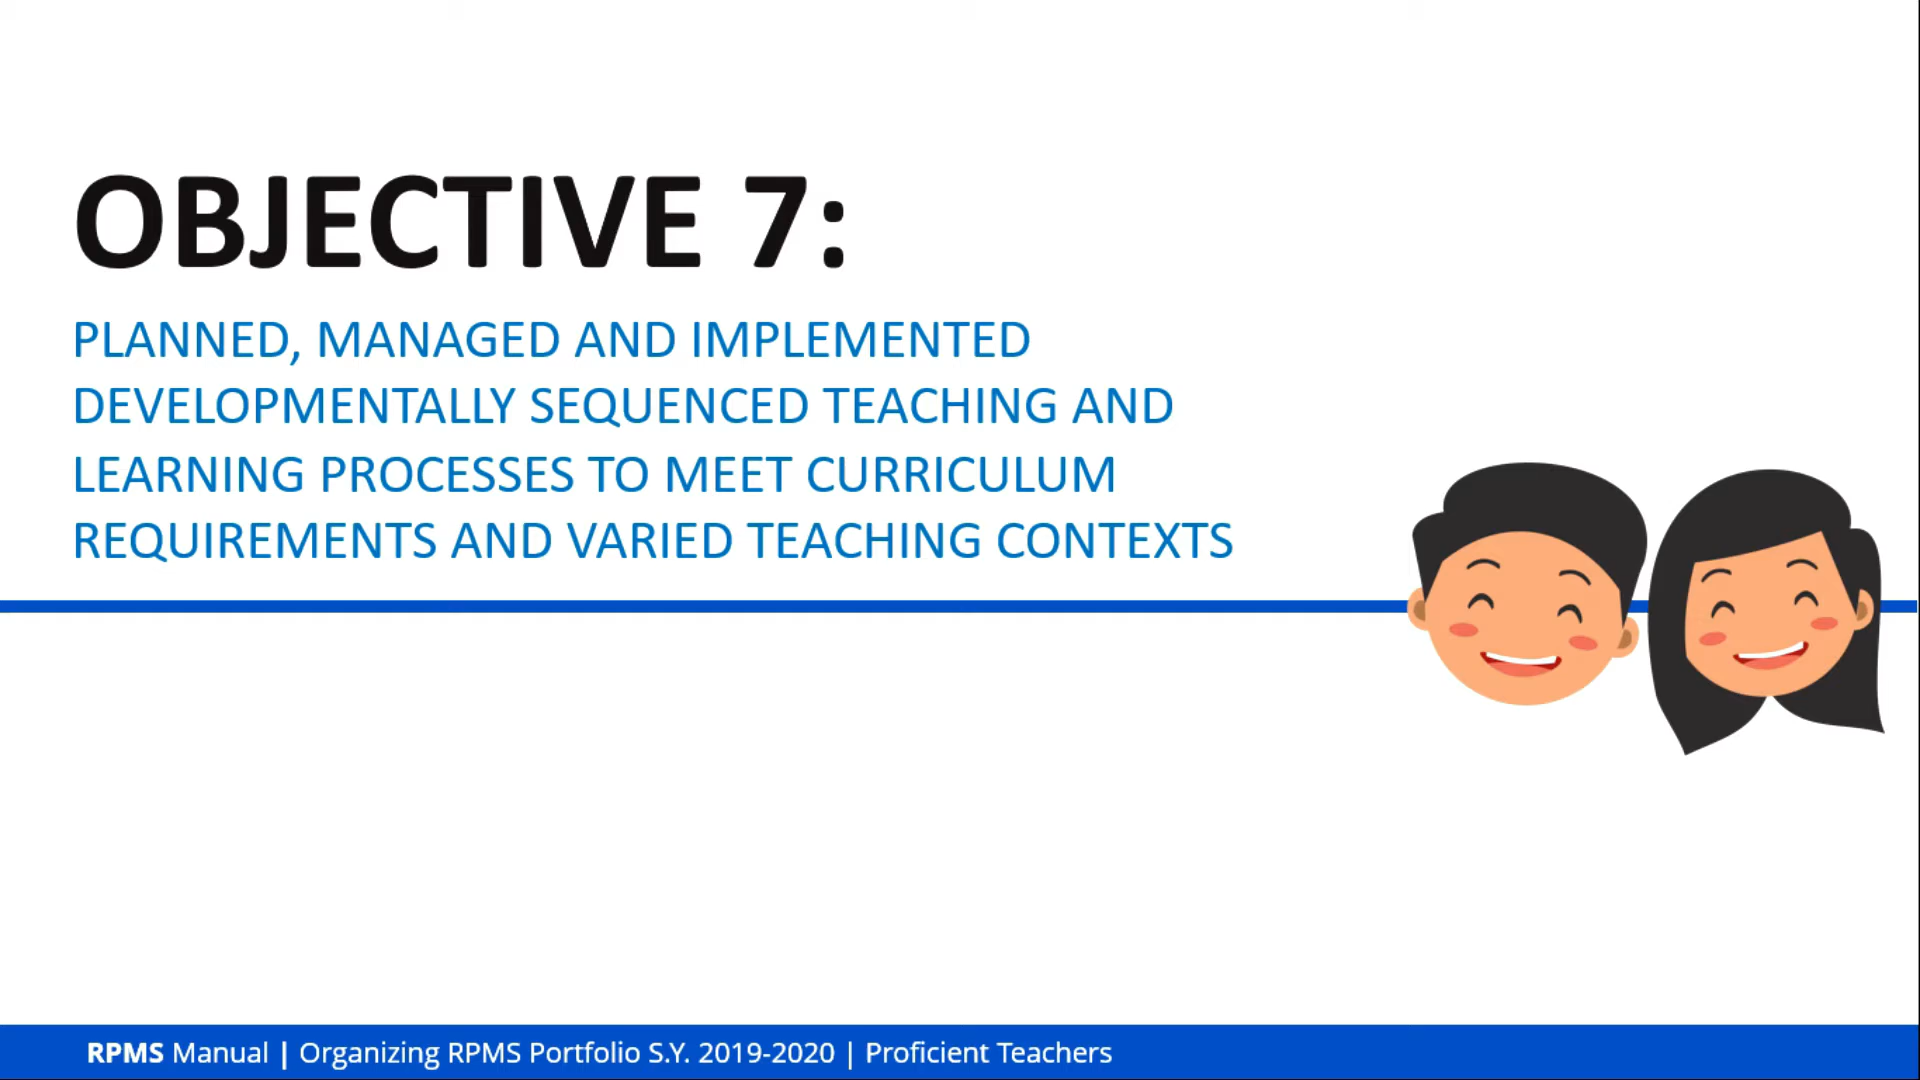 OBJECTIVE 7:
PLANNED, MANAGED AND IMPLEMENTED
DEVELOPMENTALLY SEQUENCED TEACHING AND
LEARNING PROCESSES TO MEET CURRICULUM
REQUIREMENTS AND VARIED TEACHING CONTEXTS
RPMS Manual | Organizing RPMS Portfolio S.Y. 2019-2020 | Proficient Teachers